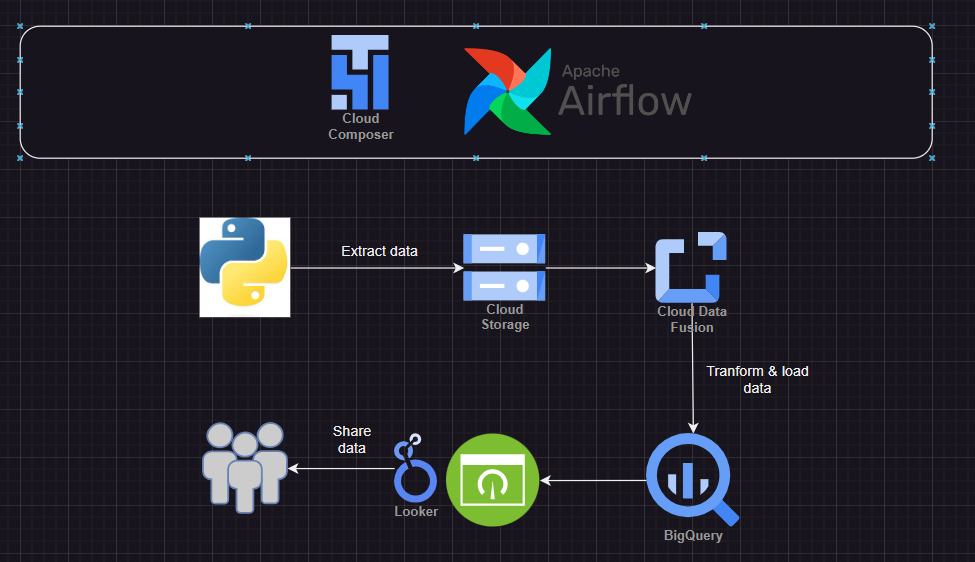 Cloud
Composer
Apache
Airflow
Extract data
Cloud
Storage
Cloud Data
Fusion
Tranform & load
data
Share
data
Looker
BigQuery